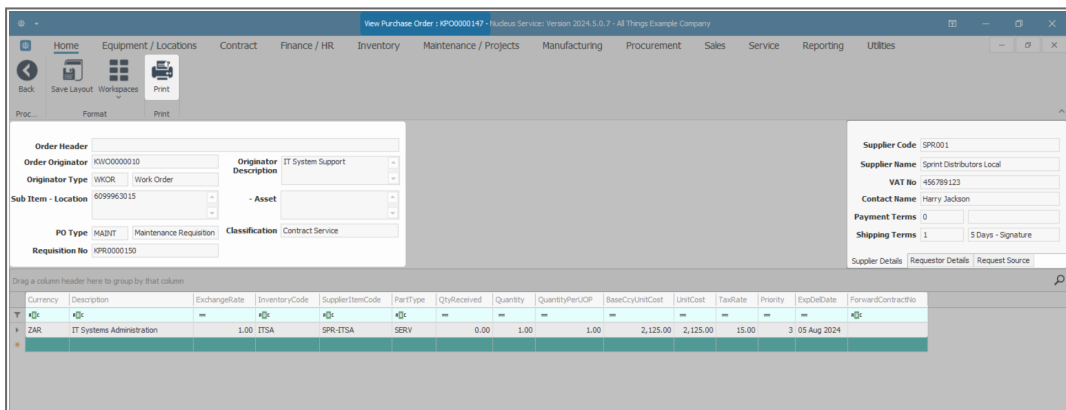 View Purchase Order : KPO0000147 - Nucleus Service: Version 2024.5.0.7 - All Things Example Company
Home Equipment / Locations Contract Finance / HR Inventory Maintenance / Projects Manufacturing Procurement Sales Service Reporting Utilities
Back Save Layout Workspaces Print
Proc... Format Print
Order Header
Order Originator KWO0000010 Originator Description IT System Support
Originator Type WKOR Work Order
Sub Item - Location 6099963015 - Asset
PO Type MAINT Maintenance Requisition Classification Contract Service
Requisition No KPR0000150
Supplier Code SPR001
Supplier Name Sprint Distributors Local
VAT No 456789123
Contact Name Harry Jackson
Payment Terms 0
Shipping Terms 1 5 Days - Signature
Supplier Details Requestor Details Request Source
Drag a column header here to group by that column
Currency Description ExchangeRate InventoryCode SupplierItemCode PartType QtyReceived Quantity QuantityPerUOP BaseCcyUnitCost UnitCost TaxRate Priority ExpDelDate ForwardContractNo
ZAR IT Systems Administration 1.00 ITSA SPR-ITSA SERV 0.00 1.00 1.00 2,125.00 2,125.00 15.00 3 05 Aug 2024